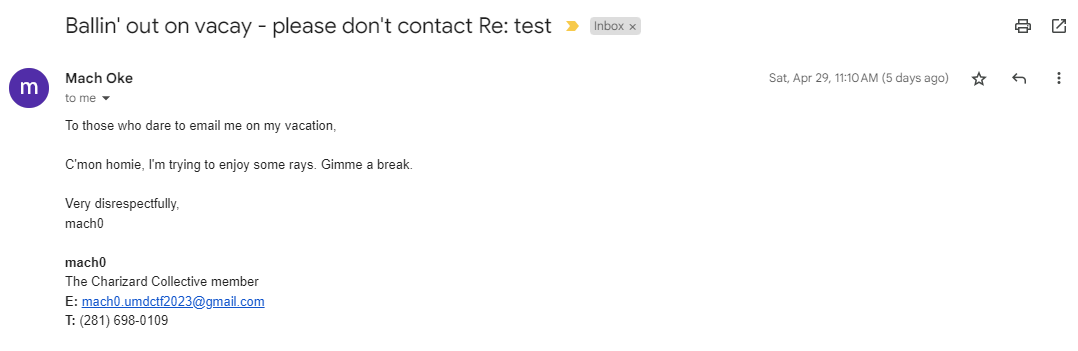 Ballin' out on vacay - please don't contact Re: test Inbox ×
Mach Oke Sat, Apr 29, 11:10 AM (5 days ago)
to me
To those who dare to email me on my vacation,
C'mon homie, I'm trying to enjoy some rays. Gimme a break.
Very disrespectfully,
mach0
mach0
The Charizard Collective member
E: mach0.umdctf2023@gmail.com
T: (281) 698-0109
m